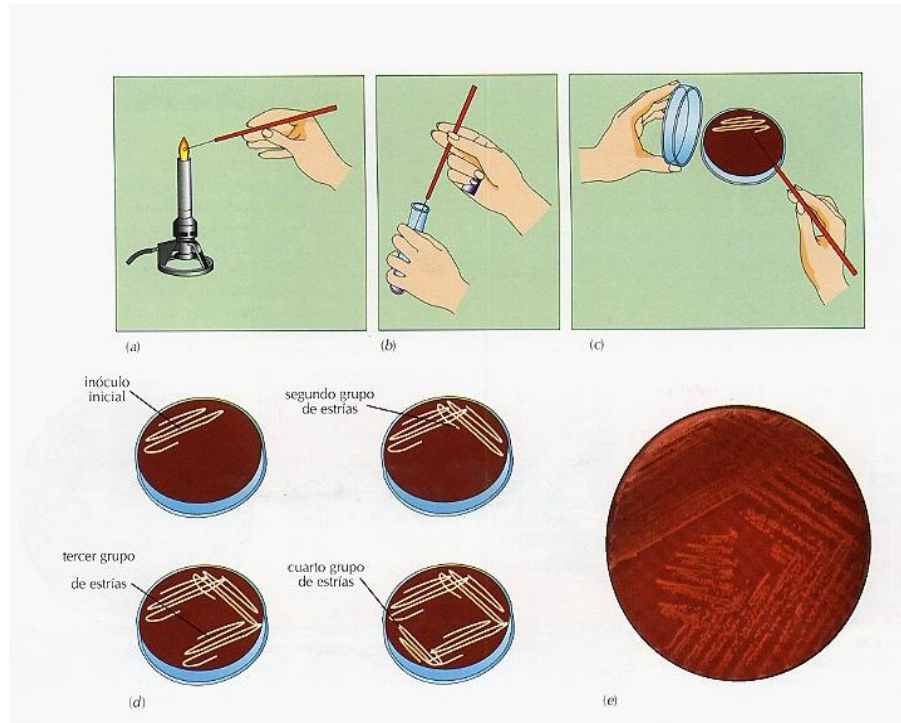 (a)
(b)
(c)
inóculo
inicial
segundo grupo
de estrías
tercer grupo
de estrías
cuarto grupo
de estrías
(d)
(e)